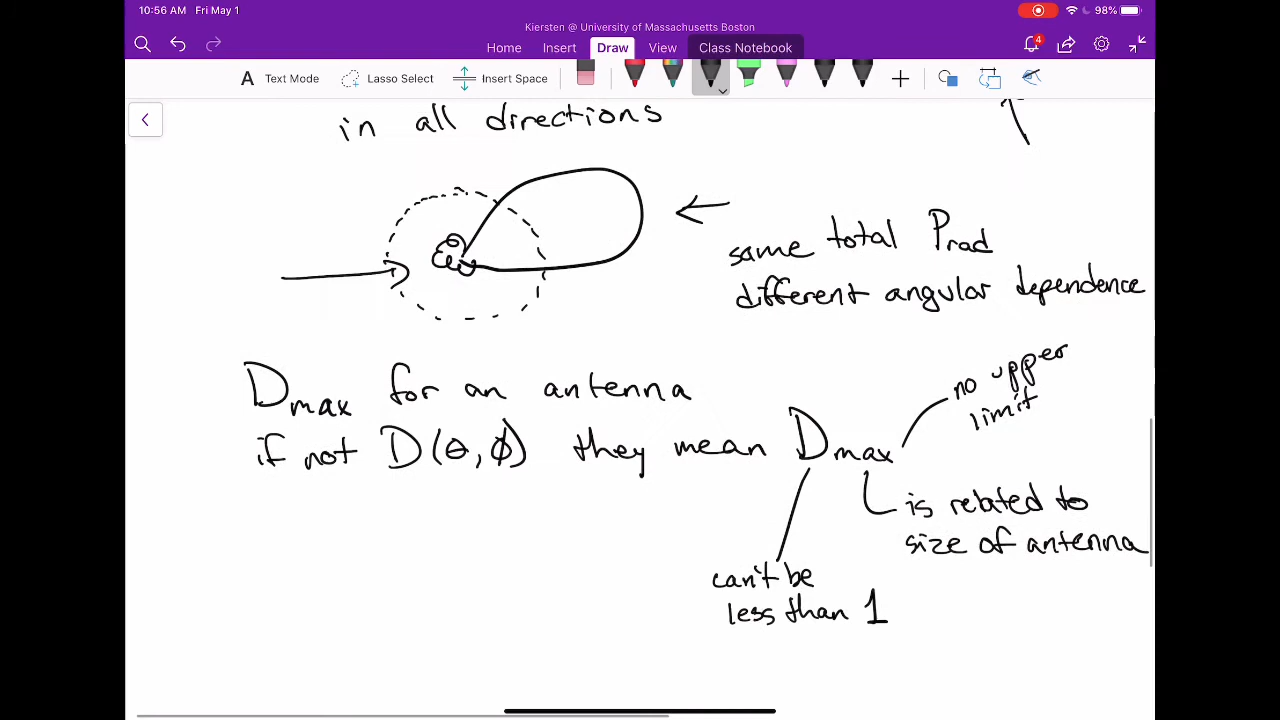 10:56 AM Fri May 1
98%
Kiersten @ University of Massachusetts Boston
4
Home Insert Draw View Class Notebook
A Text Mode Lasso Select Insert Space
in all directions
same total Prad
different angular dependence
Dmax for an antenna
if not D(θ,ϕ) they mean Dmax
no upper
limit
is related to
size of antenna
can't be
less than 1